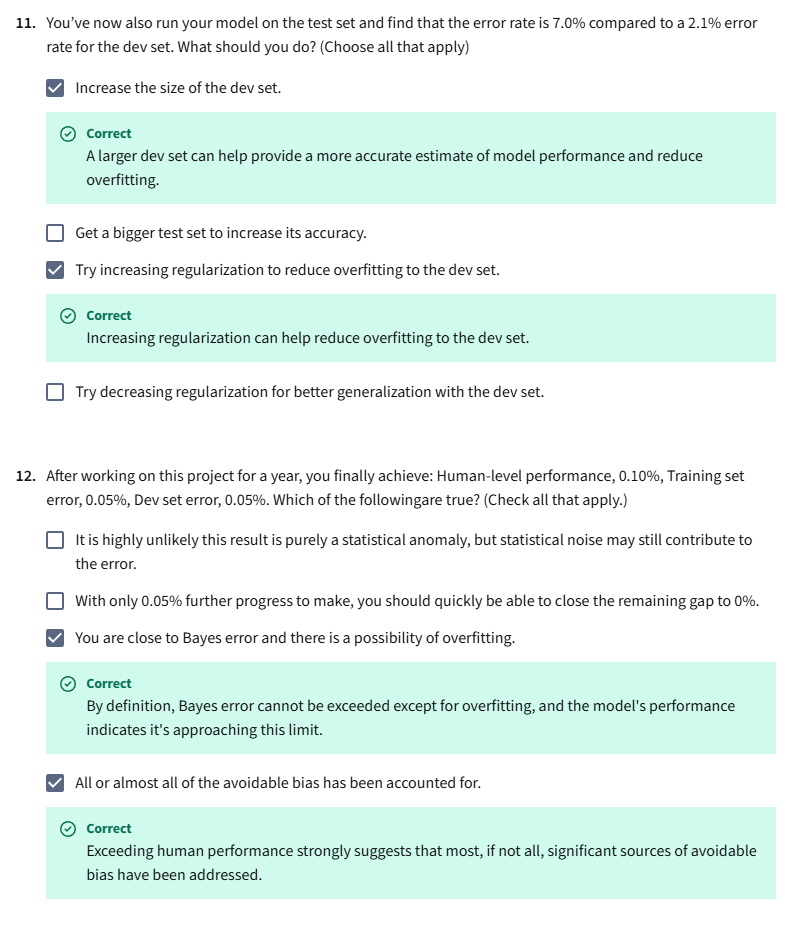 11. You’ve now also run your model on the test set and find that the error rate is 7.0% compared to a 2.1% error
rate for the dev set. What should you do? (Choose all that apply)
Increase the size of the dev set.
Correct
A larger dev set can help provide a more accurate estimate of model performance and reduce
overfitting.
Get a bigger test set to increase its accuracy.
Try increasing regularization to reduce overfitting to the dev set.
Correct
Increasing regularization can help reduce overfitting to the dev set.
Try decreasing regularization for better generalization with the dev set.
12. After working on this project for a year, you finally achieve: Human-level performance, 0.10%, Training set
error, 0.05%, Dev set error, 0.05%. Which of the followingare true? (Check all that apply.)
It is highly unlikely this result is purely a statistical anomaly, but statistical noise may still contribute to
the error.
With only 0.05% further progress to make, you should quickly be able to close the remaining gap to 0%.
You are close to Bayes error and there is a possibility of overfitting.
Correct
By definition, Bayes error cannot be exceeded except for overfitting, and the model's performance
indicates it's approaching this limit.
All or almost all of the avoidable bias has been accounted for.
Correct
Exceeding human performance strongly suggests that most, if not all, significant sources of avoidable
bias have been addressed.